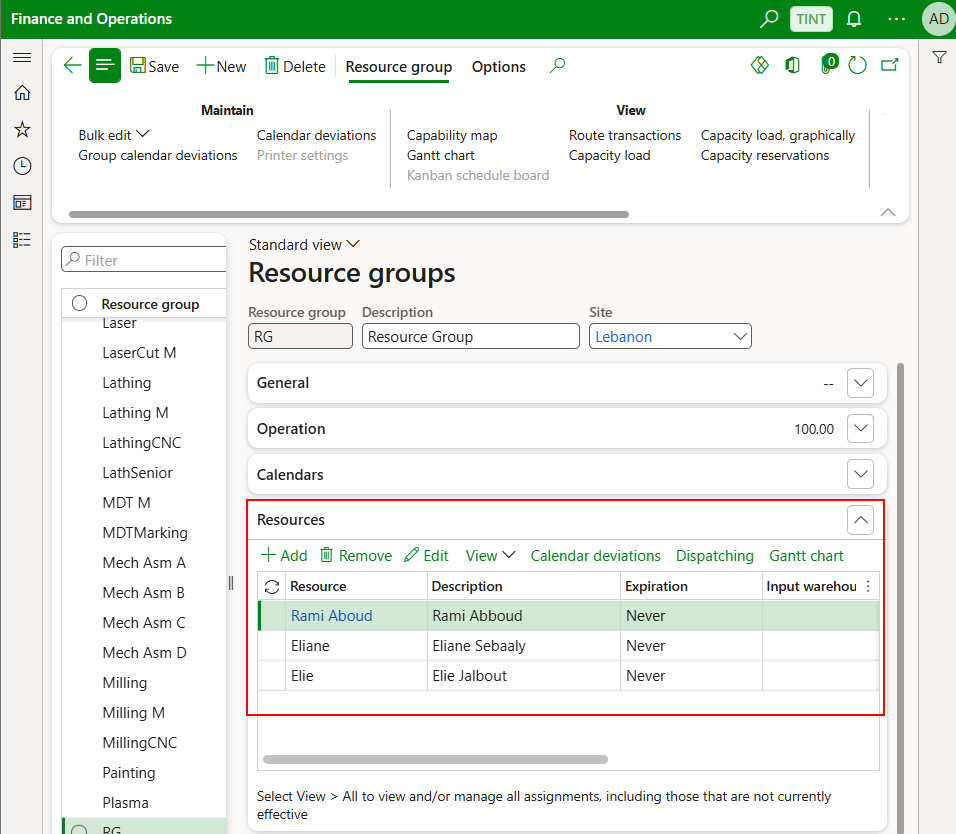 Finance and Operations
TINT
AD
Save
New
Delete
Resource group
Options
0
Maintain
Bulk edit
Group calendar deviations
Calendar deviations
Printer settings
View
Capability map
Gantt chart
Kanban schedule board
Route transactions
Capacity load
Capacity load, graphically
Capacity reservations
Filter
Resource group
Laser
LaserCut M
Lathing
Lathing M
LathingCNC
LathSenior
MDT M
MDTMarking
Mech Asm A
Mech Asm B
Mech Asm C
Mech Asm D
Milling
Milling M
MillingCNC
Painting
Plasma
RG
Standard view
Resource groups
Resource group Description Site
RG Resource Group Lebanon
General --
Operation 100.00
Calendars
Resources
Add Remove Edit View Calendar deviations Dispatching Gantt chart
Resource Description Expiration Input warehou
Rami Aboud Rami Abboud Never
Eliane Eliane Sebaaly Never
Elie Elie Jalbout Never
Select View > All to view and/or manage all assignments, including those that are not currently
effective